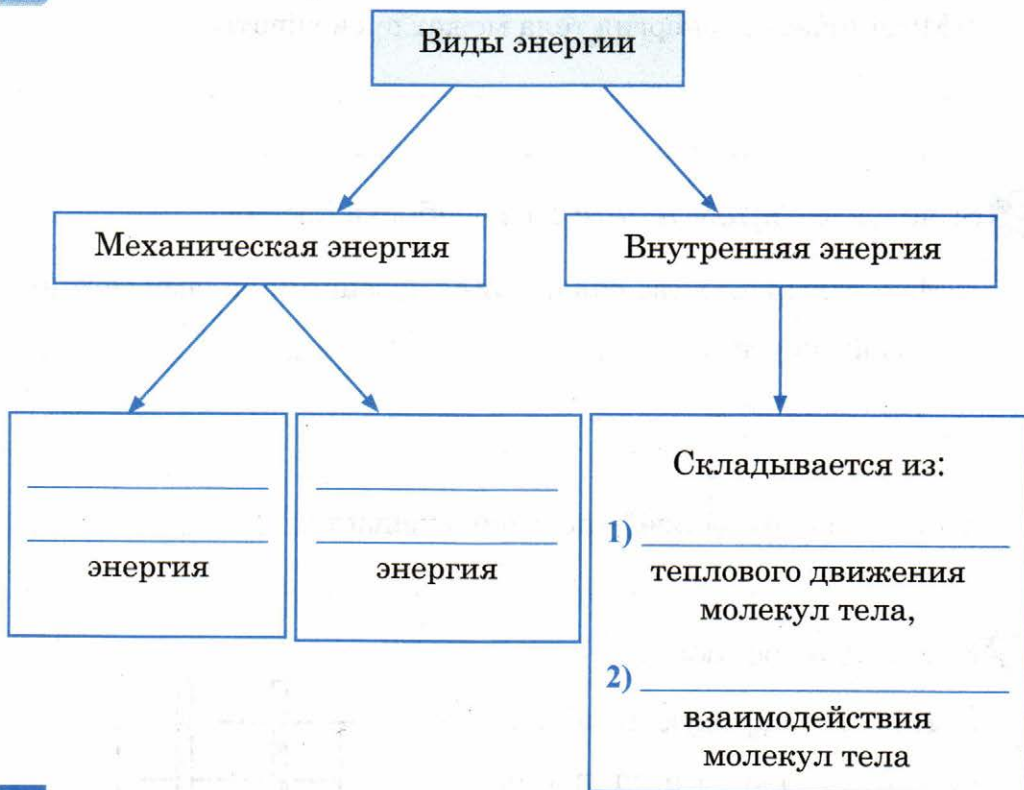 Виды энергии
Механическая энергия
Внутренняя энергия
энергия
энергия
Складывается из:
1)
теплового движения
молекул тела,
2)
взаимодействия
молекул тела